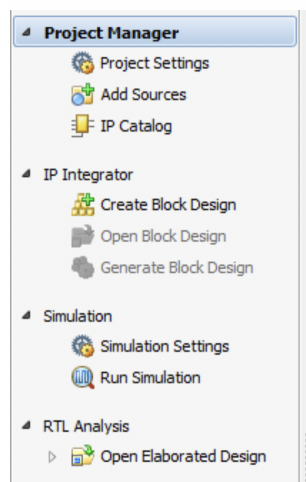 Project Manager
Project Settings
Add Sources
IP Catalog
IP Integrator
Create Block Design
Open Block Design
Generate Block Design
Simulation
Simulation Settings
Run Simulation
RTL Analysis
Open Elaborated Design